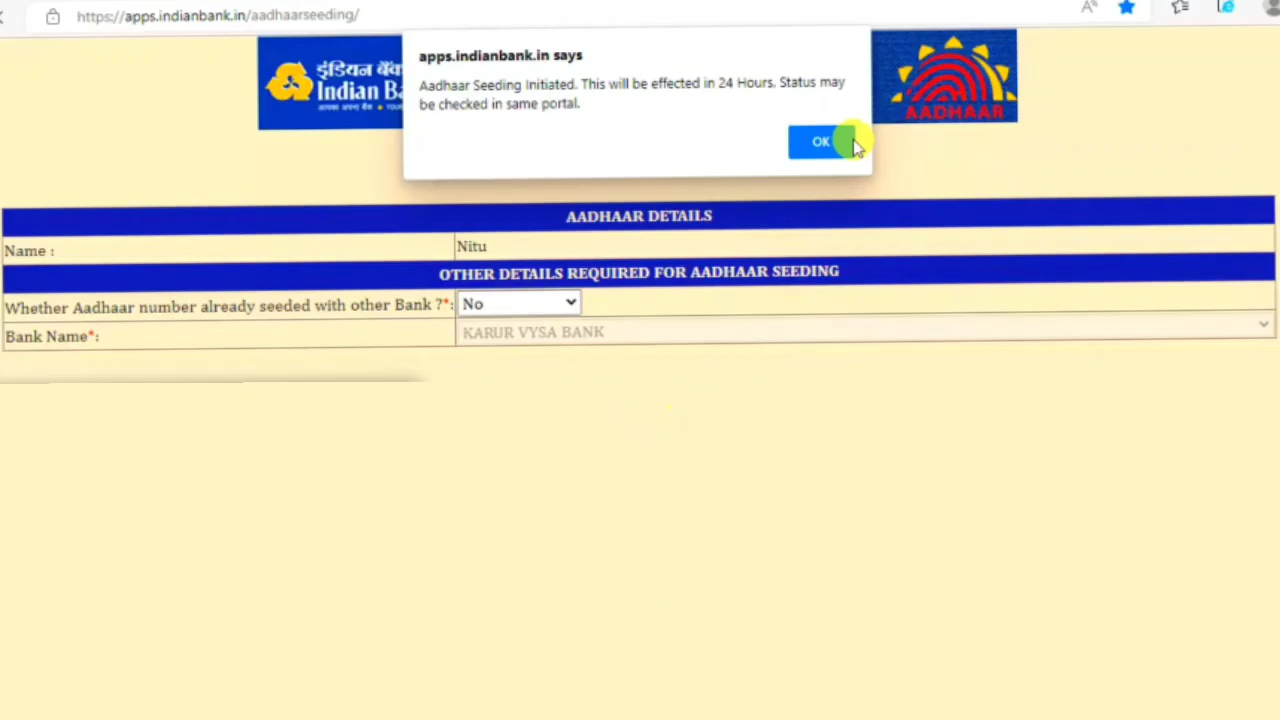 https://apps.indianbank.in/aadhaarseeding/
इंडियन बैंक
Indian Ba
apps.indianbank.in says
Aadhaar Seeding Initiated. This will be effected in 24 Hours. Status may
be checked in same portal.
OK
AADHAAR
AADHAAR DETAILS
Name :
Nitu
OTHER DETAILS REQUIRED FOR AADHAAR SEEDING
Whether Aadhaar number already seeded with other Bank ?*:
No
Bank Name*:
KARUR VYSA BANK